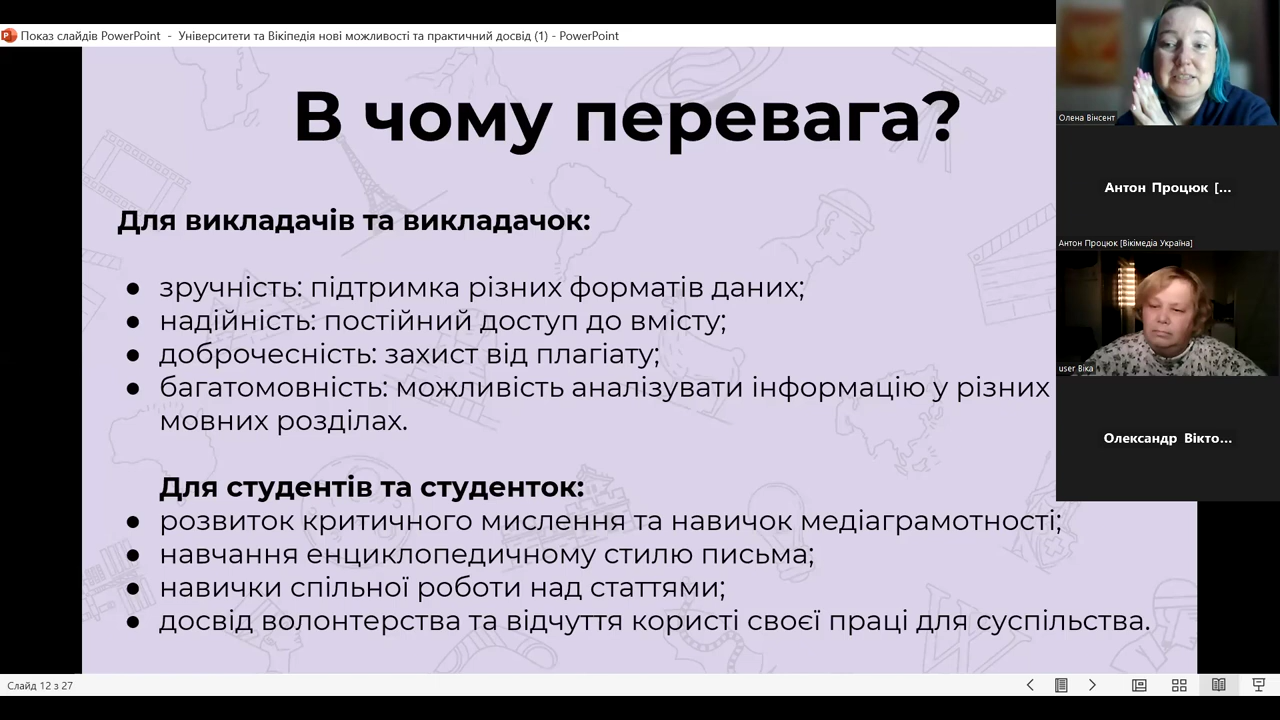 Показ слайдів PowerPoint - Університети та Вікіпедія нові можливості та практичний досвід (1) - PowerPoint
В чому перевага?
Для викладачів та викладачок:
● зручність: підтримка різних форматів даних;
● надійність: постійний доступ до вмісту;
● доброчесність: захист від плагіату;
● багатомовність: можливість аналізувати інформацію у різних
мовних розділах.
Для студентів та студенток:
● розвиток критичного мислення та навичок медіаграмотності;
● навчання енциклопедичному стилю письма;
● навички спільної роботи над статтями;
● досвід волонтерства та відчуття користі своєї праці для суспільства.
Слайд 12 з 27
Олена Вінсент
Антон Процюк [...
Антон Процюк [Вікімедіа Україна]
user Віка
Олександр Вікто...